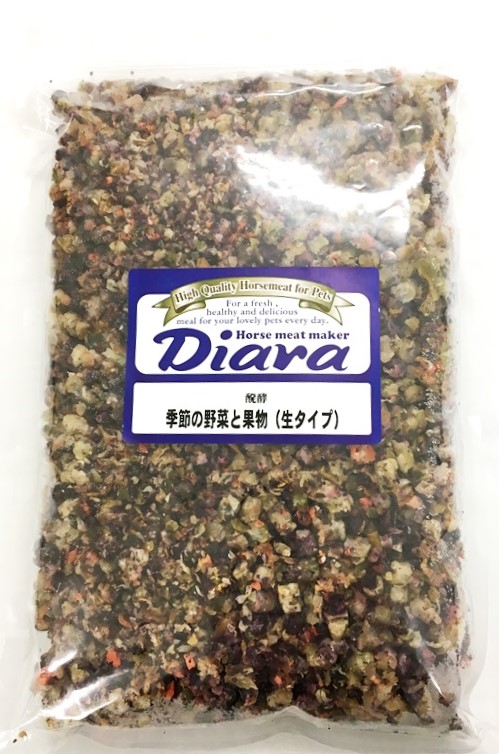 High Quality Horsemeat for Pets
For a fresh ,
healthy and delicious
meal for your lovely pets every day.
Horse meat maker
Diara
醗酵
季節の野菜と果物（生タイプ）